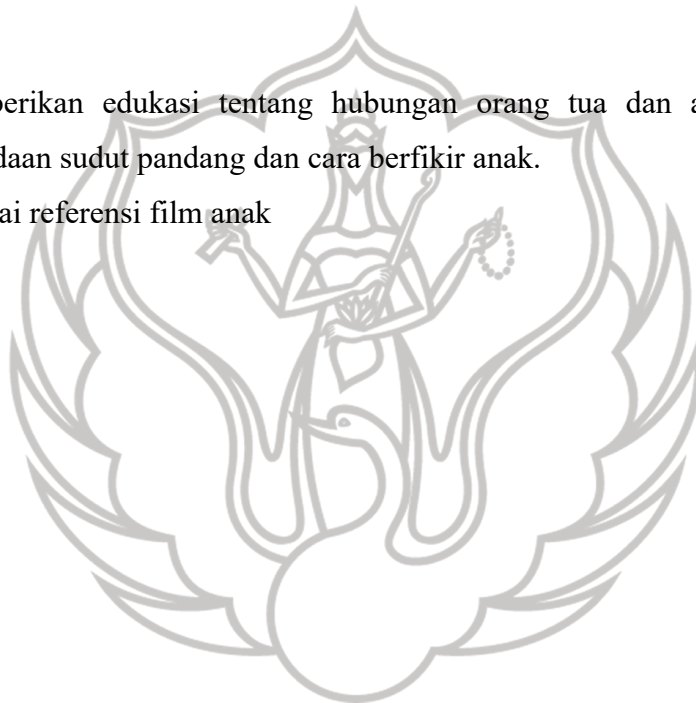 berikan edukasi tentang hubungan orang tua dan a
daan sudut pandang dan cara berfikir anak.
ai referensi film anak